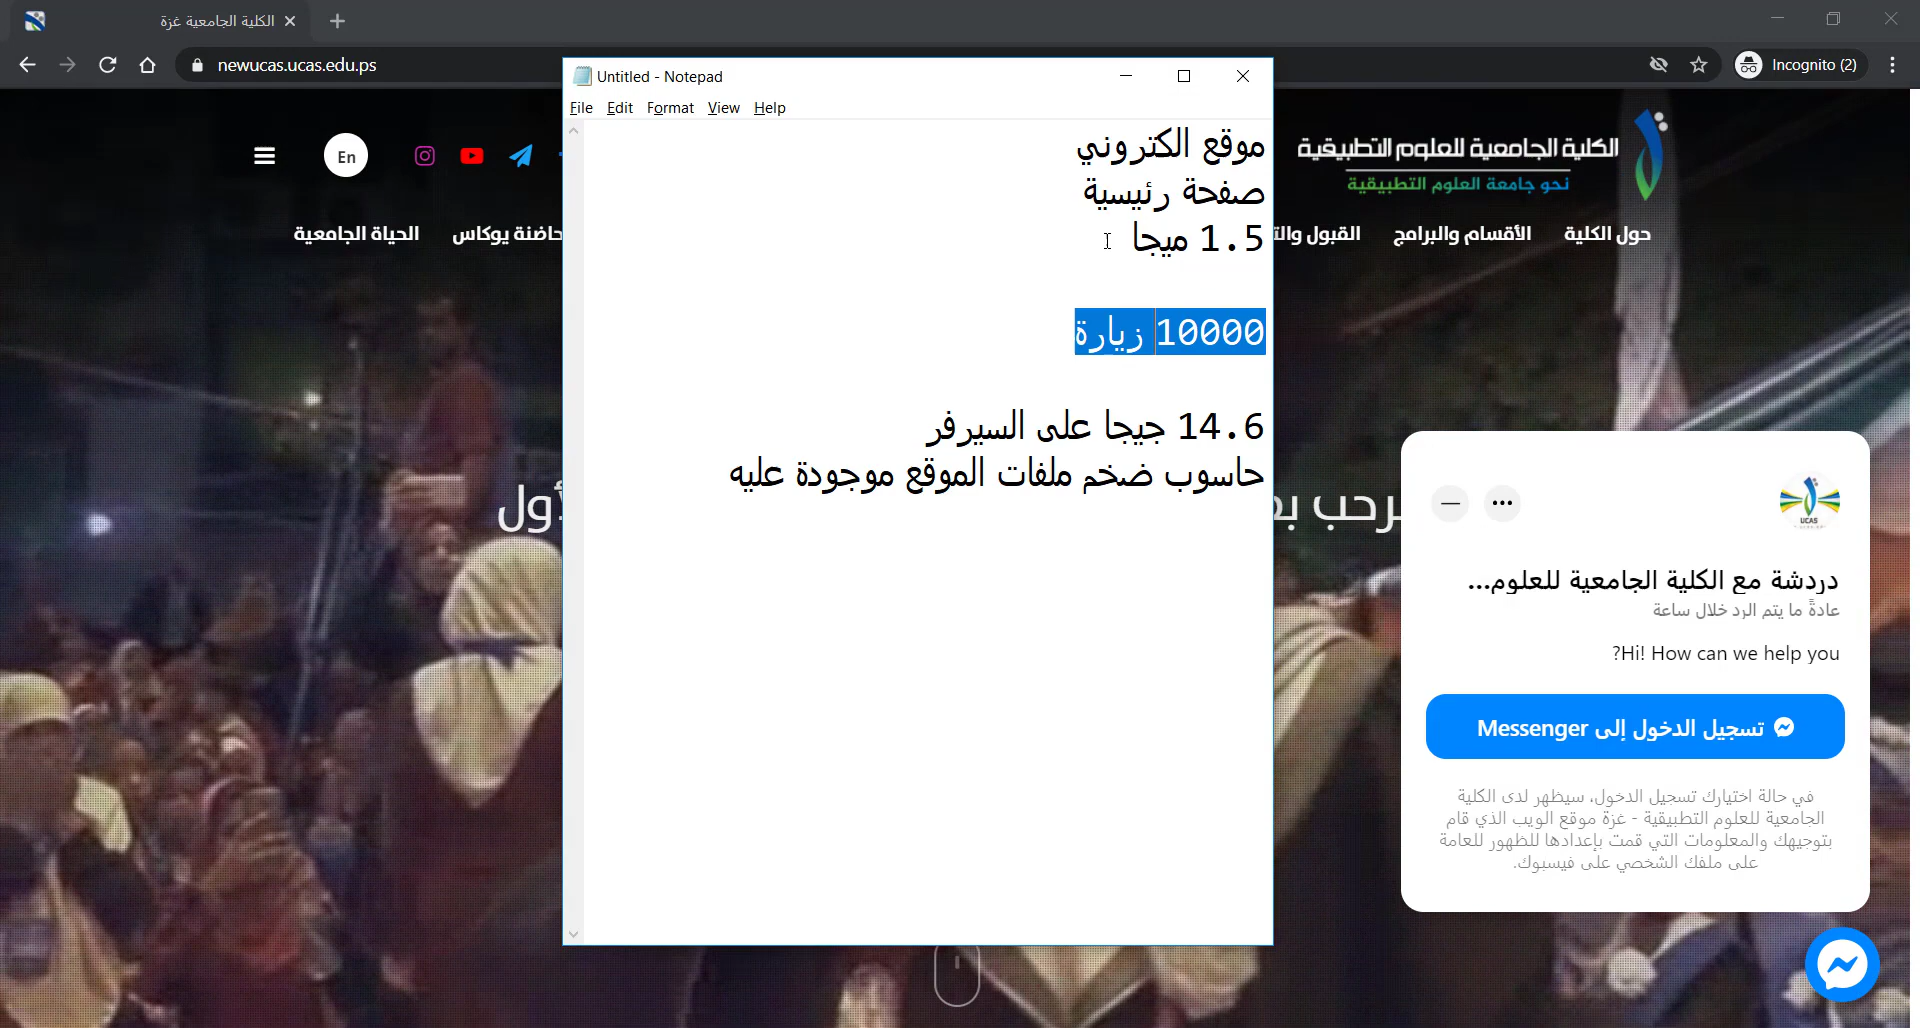 الكلية الجامعية غزة
newucas.ucas.edu.ps
Incognito (2)
Untitled - Notepad
File Edit Format View Help
موقع الكتروني
صفحة رئيسية
1.5 ميجا
10000 زيارة
14.6 جيجا على السيرفر
حاسوب ضخم ملفات الموقع موجودة عليه
En
الكلية الجامعية للعلوم التطبيقية
نحو جامعة العلوم التطبيقية
حول الكلية
الأقسام والبرامج
القبول
حاضنة يوكاس
الحياة الجامعية
UCAS
دردشة مع الكلية الجامعية للعلوم...
عادةً ما يتم الرد خلال ساعة
Hi! How can we help you?
تسجيل الدخول إلى Messenger
في حالة اختيارك تسجيل الدخول، سيظهر لدى الكلية
الجامعية للعلوم التطبيقية - غزة موقع الويب الذي قام
بتوجيهك والمعلومات التي قمت بإعدادها للظهور للعامة
على ملفك الشخصي على فيسبوك.